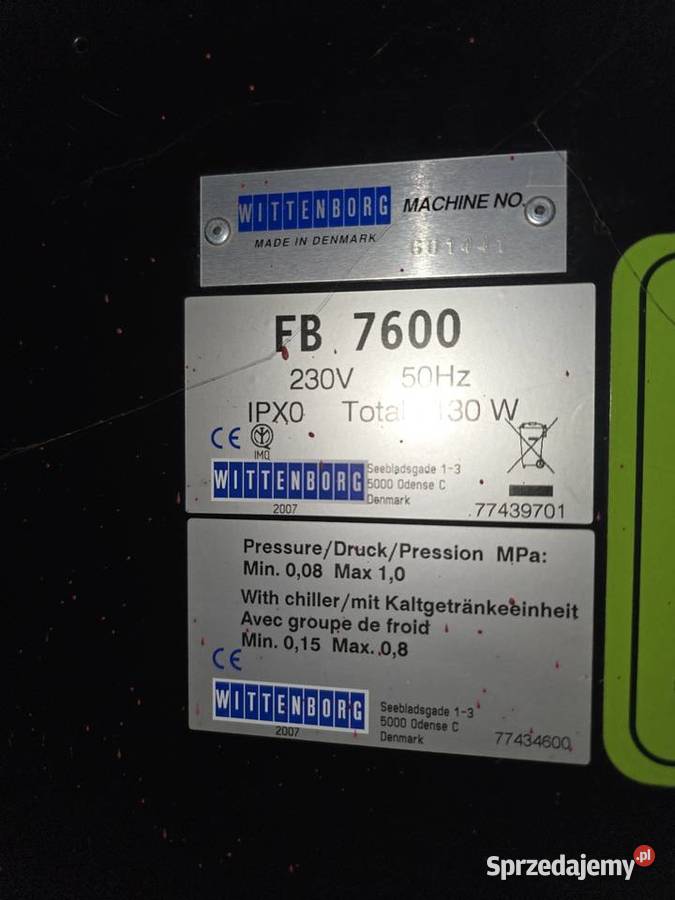 WITTENBORG MACHINE NO.
MADE IN DENMARK
FB 7600
230V 50Hz
IPX0 Total 130 W
CE
IMQ
WITTENBORG
Seebladsgade 1-3
5000 Odense C
Denmark
2007
77439701
Pressure/Druck/Pression MPa:
Min. 0,08 Max 1,0
With chiller/mit Kaltgetränkeeinheit
Avec groupe de froid
Min. 0,15 Max. 0,8
CE
WITTENBORG
Seebladsgade 1-3
5000 Odense C
Denmark
2007
77434600
Sprzedajemy.pl